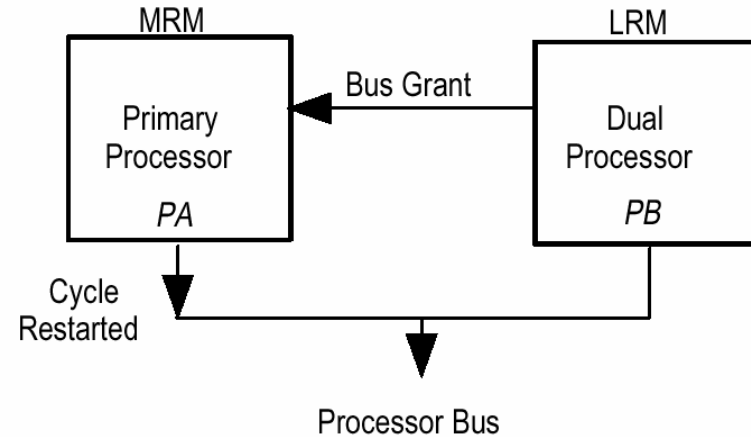 MRM
LRM
Bus Grant
Primary
Processor
PA
Dual
Processor
PB
Cycle
Restarted
Processor Bus